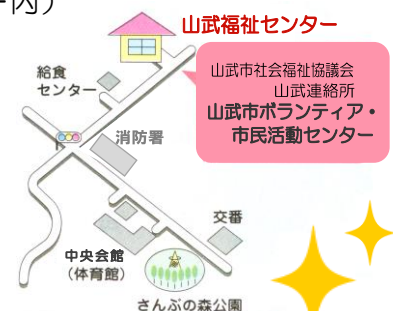 内）
山武福祉センター
山武市社会福祉協議会
山武連絡所
山武市ボランティア・
市民活動センター
給食
センター
消防署
交番
中央会館
（体育館）
さんぶの森公園